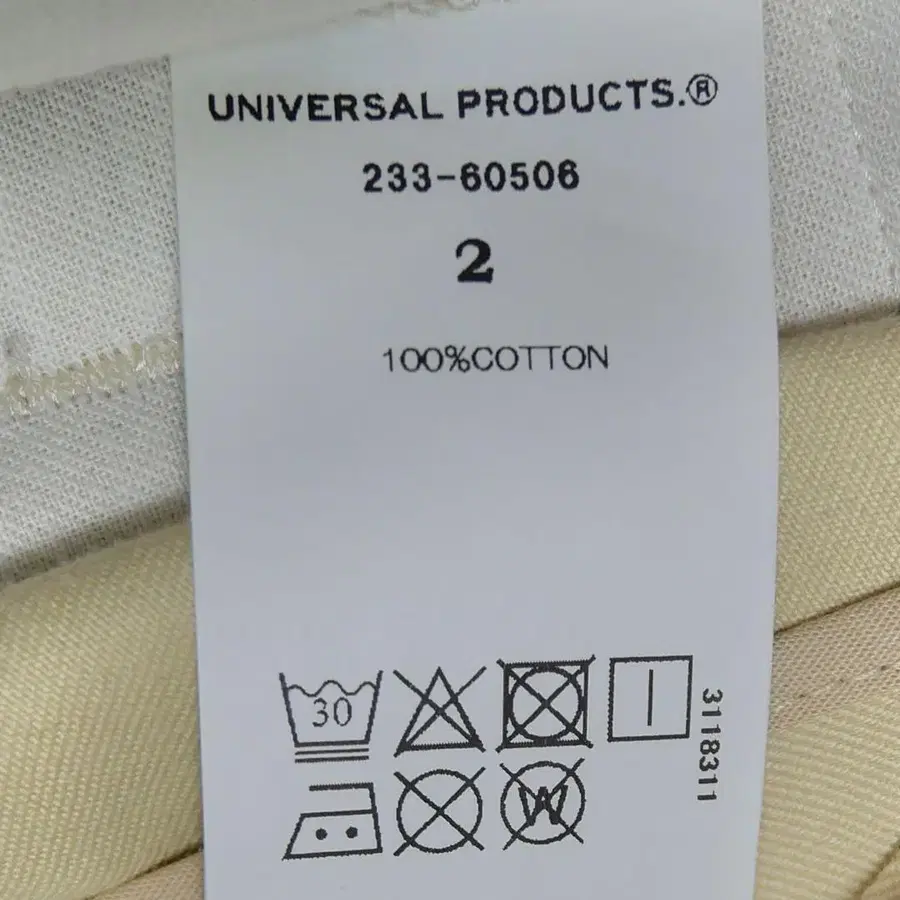 UNIVERSAL PRODUCTS.®
233-60506
2
100%COTTON
30
3118311
W